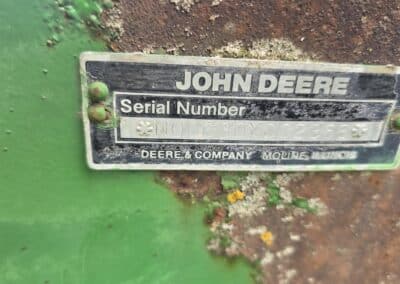 JOHN DEERE
Serial Number
DEERE & COMPANY MOLINE, ILLINOIS